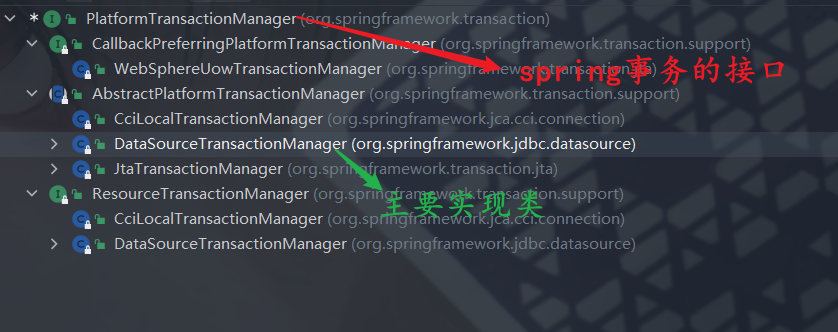 PlatformTransactionManager (org.springframework.transaction)
CallbackPreferringPlatformTransactionManager (org.springframework.transaction.support)
WebSphereUowTransactionManager (org.springframework.transaction.jta)
spring事务的接口
AbstractPlatformTransactionManager (org.springframework.transaction.support)
CciLocalTransactionManager (org.springframework.jca.cci.connection)
DataSourceTransactionManager (org.springframework.jdbc.datasource)
JtaTransactionManager (org.springframework.transaction.jta)
ResourceTransactionManager (org.springframework.transaction.support)
主要实现类
CciLocalTransactionManager (org.springframework.jca.cci.connection)
DataSourceTransactionManager (org.springframework.jdbc.datasource)